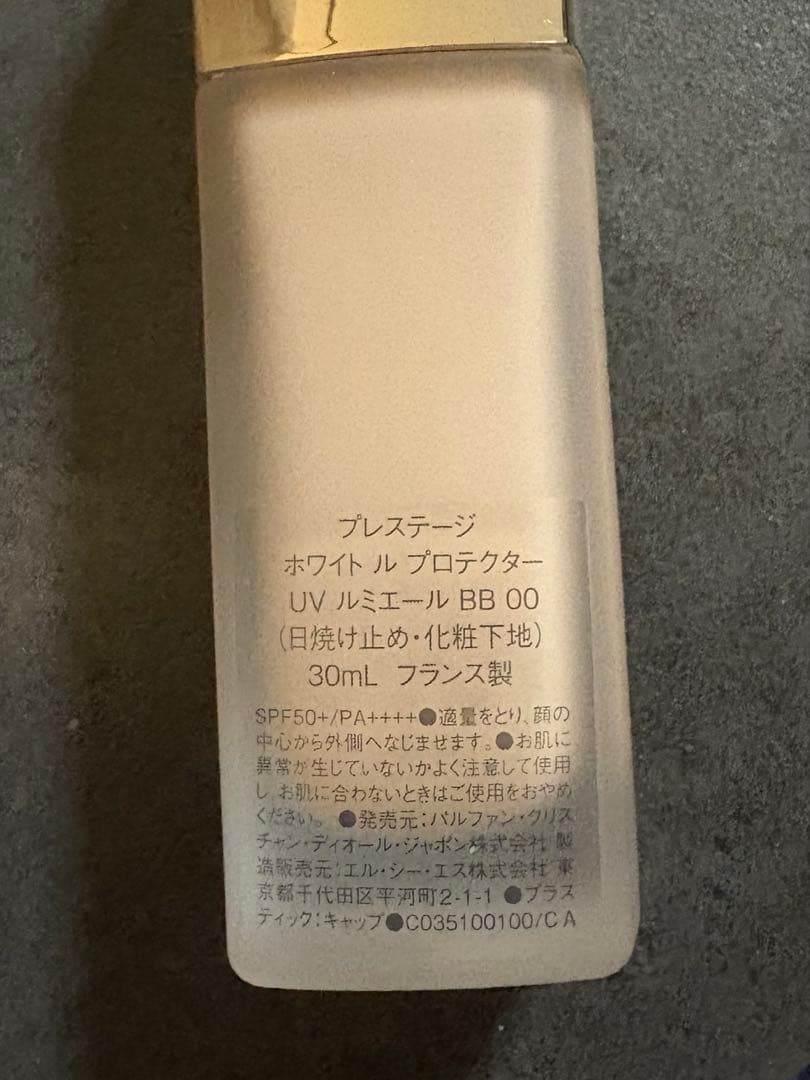 プレステージ
ホワイト ル プロテクター
UV ルミエール BB 00
(日焼け止め・化粧下地)
30mL フランス製
SPF50+/PA++++●適量をとり、顔の
中心から外側へなじませます。●お肌に
異常が生じていないかよく注意して使用
し、お肌に合わないときはご使用をおやめ
ください。 ●発売元:パルファン・クリス
チャン・ディオール・ジャポン株式会社 製
造販売元:エル・シー・エス株式会社 東
京都千代田区平河町2-1-1 ●プラス
ティック:キャップ●C035100100/C A